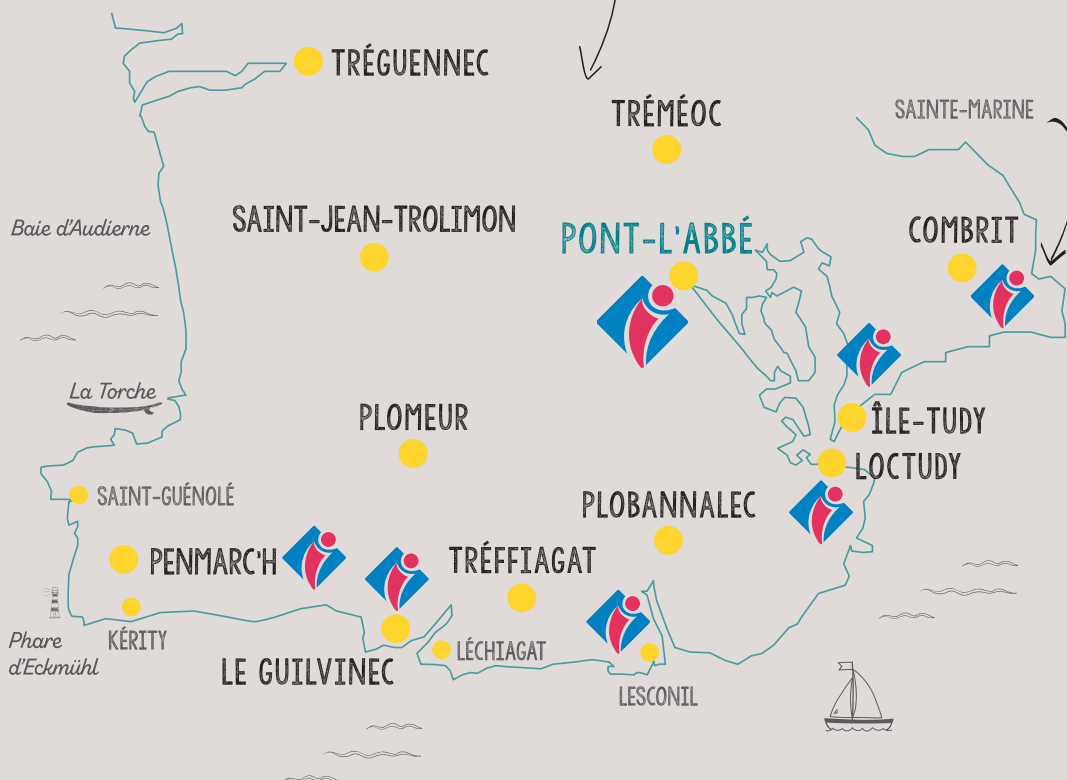 TRÉGUENNEC
TRÉMÉOC
SAINTE-MARINE
Baie d'Audierne
SAINT-JEAN-TROLIMON
PONT-L'ABBÉ
COMBRIT
La Torche
PLOMEUR
ÎLE-TUDY
LOCTUDY
SAINT-GUÉNOLÉ
PLOBANNALEC
PENMARC'H
TRÉFFIAGAT
Phare
d'Eckmühl
KÉRITY
LÉCHIAGAT
LE GUILVINEC
LESCONIL